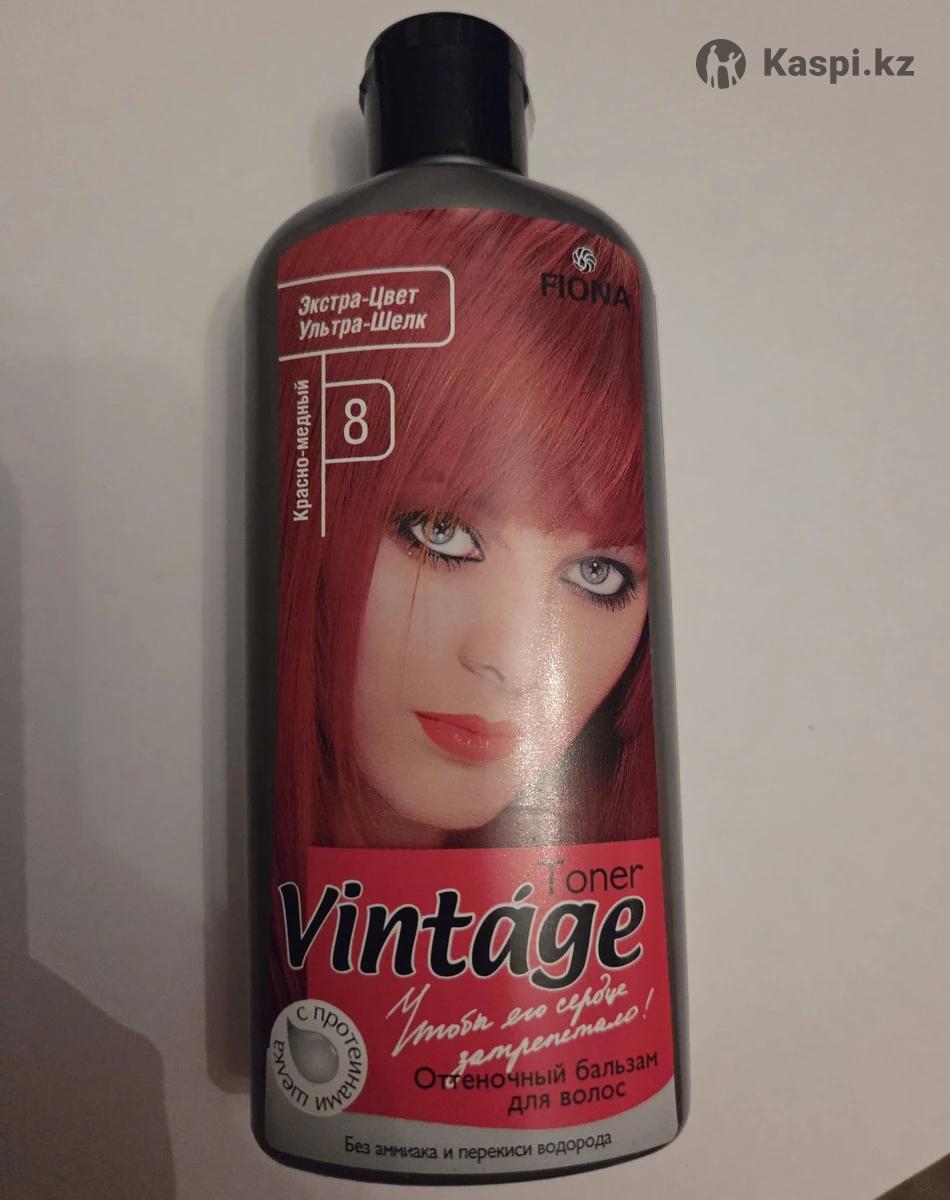 Kaspi.kz
FIONA
Экстра-Цвет
Ультра-Шелк
Красно-медный
8
Toner
Vintáge
Чтобы его сердце
затрепетало!
с протеинами шелка
Оттеночный бальзам
для волос
Без аммиака и перекиси водорода